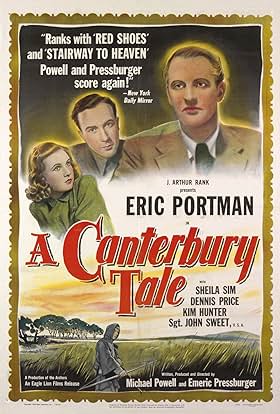 "Ranks with 'RED SHOES'
and 'STAIRWAY TO HEAVEN'
Powell and Pressburger
score again!"
—New York
Daily Mirror
J. ARTHUR RANK
presents
ERIC PORTMAN
IN
A Canterbury
Tale
WITH
SHEILA SIM
DENNIS PRICE
KIM HUNTER
Sgt. JOHN SWEET, U.S.A.
A Production of the Archers
An Eagle Lion Films Release
Written, Produced and Directed by
Michael Powell and Emeric Pressburger